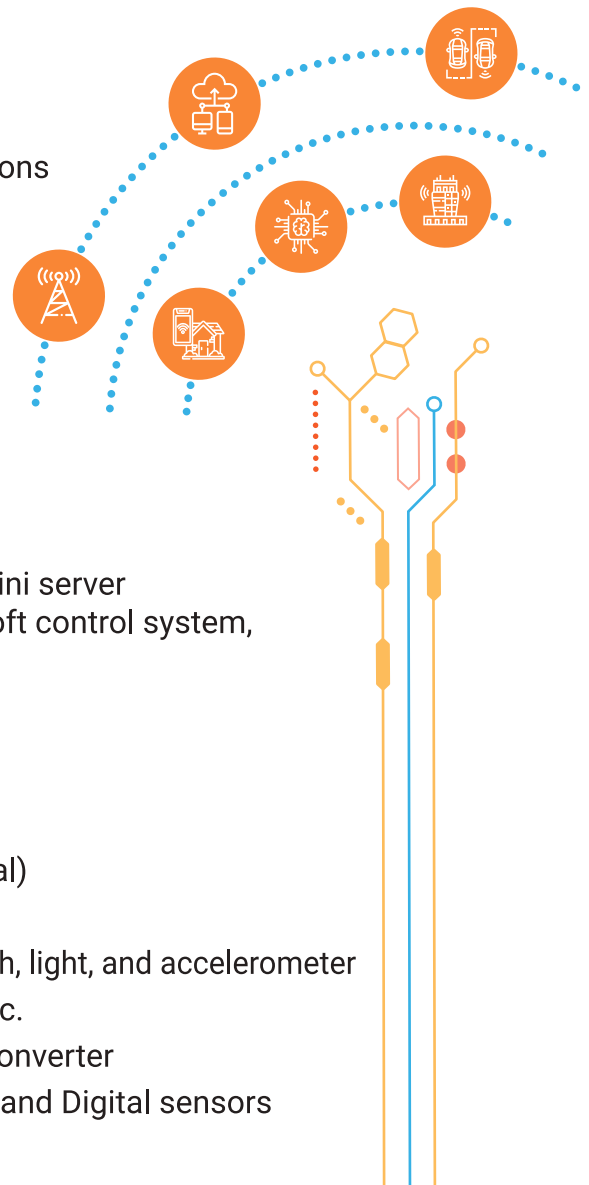 ons
ini server
oft control system,
al)
h, light, and accelerometer
c.
onverter
and Digital sensors